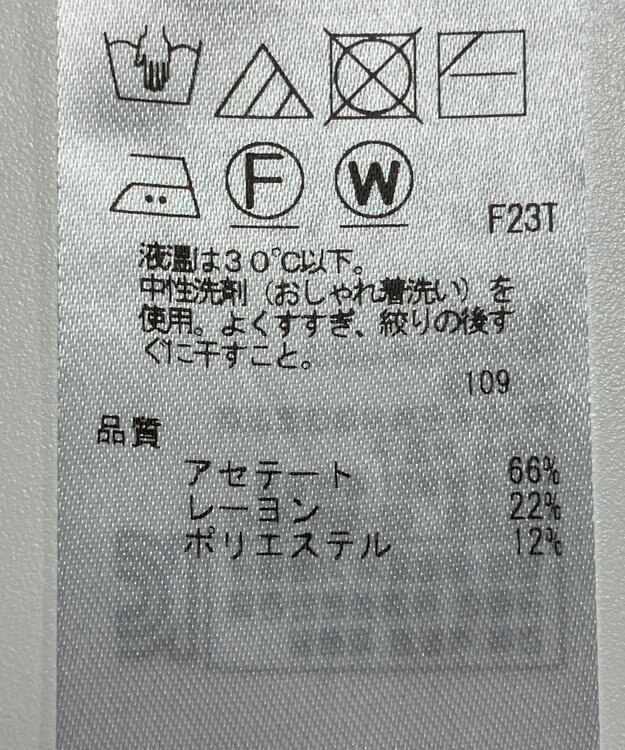 F W
F23T
液温は30℃以下。
中性洗剤（おしゃれ着洗い）を
使用。よくすすぎ、絞りの後す
ぐに干すこと。
109
品質
アセテート 66%
レーヨン 22%
ポリエステル 12%